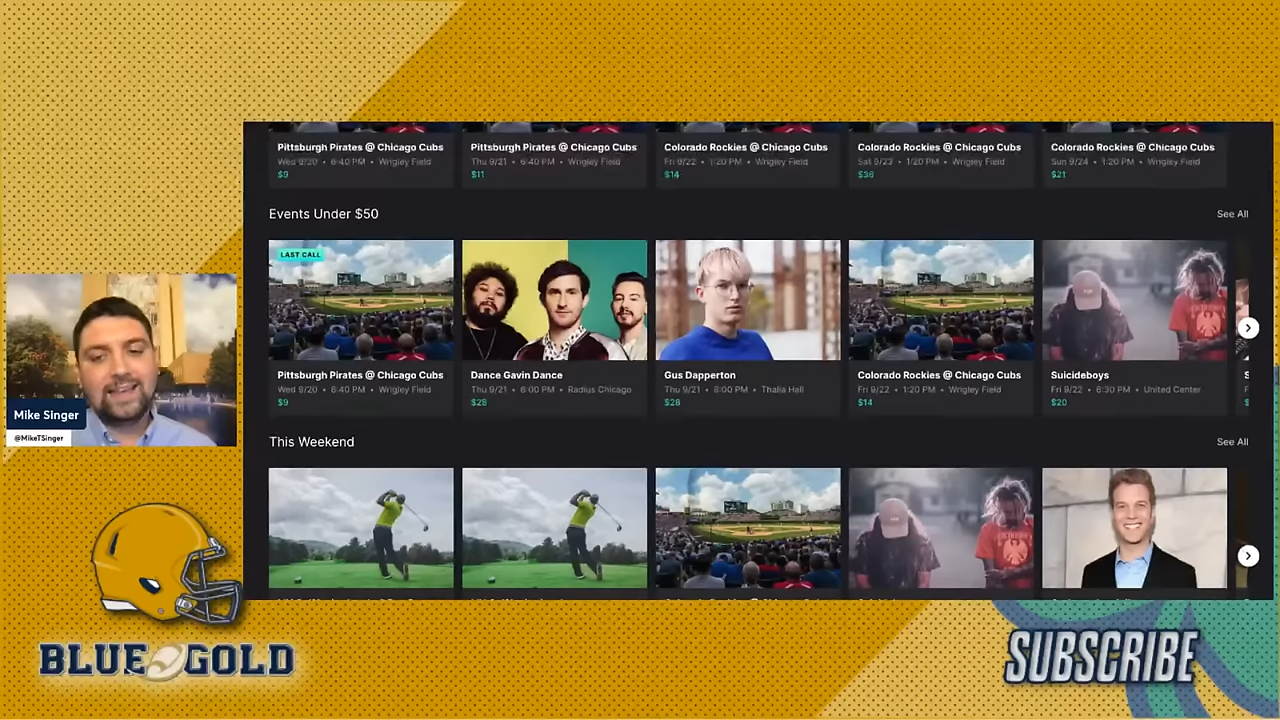 Pittsburgh Pirates @ Chicago Cubs
Wed 9/20 • 6:40 PM • Wrigley Field
$9
Pittsburgh Pirates @ Chicago Cubs
Thu 9/21 • 6:40 PM • Wrigley Field
$11
Colorado Rockies @ Chicago Cubs
Fri 9/22 • 1:20 PM • Wrigley Field
$14
Colorado Rockies @ Chicago Cubs
Sat 9/23 • 1:20 PM • Wrigley Field
$36
Colorado Rockies @ Chicago Cubs
Sun 9/24 • 1:20 PM • Wrigley Field
$21
Events Under $50
See All
LAST CALL
Pittsburgh Pirates @ Chicago Cubs
Wed 9/20 • 6:40 PM • Wrigley Field
$9
Dance Gavin Dance
Thu 9/21 • 6:00 PM • Radius Chicago
$28
Gus Dapperton
Thu 9/21 • 8:00 PM • Thalia Hall
$28
Colorado Rockies @ Chicago Cubs
Fri 9/22 • 1:20 PM • Wrigley Field
$14
Suicideboys
Fri 9/22 • 6:30 PM • United Center
$20
This Weekend
See All
Mike Singer
@MikeTSinger
BLUE GOLD
SUBSCRIBE